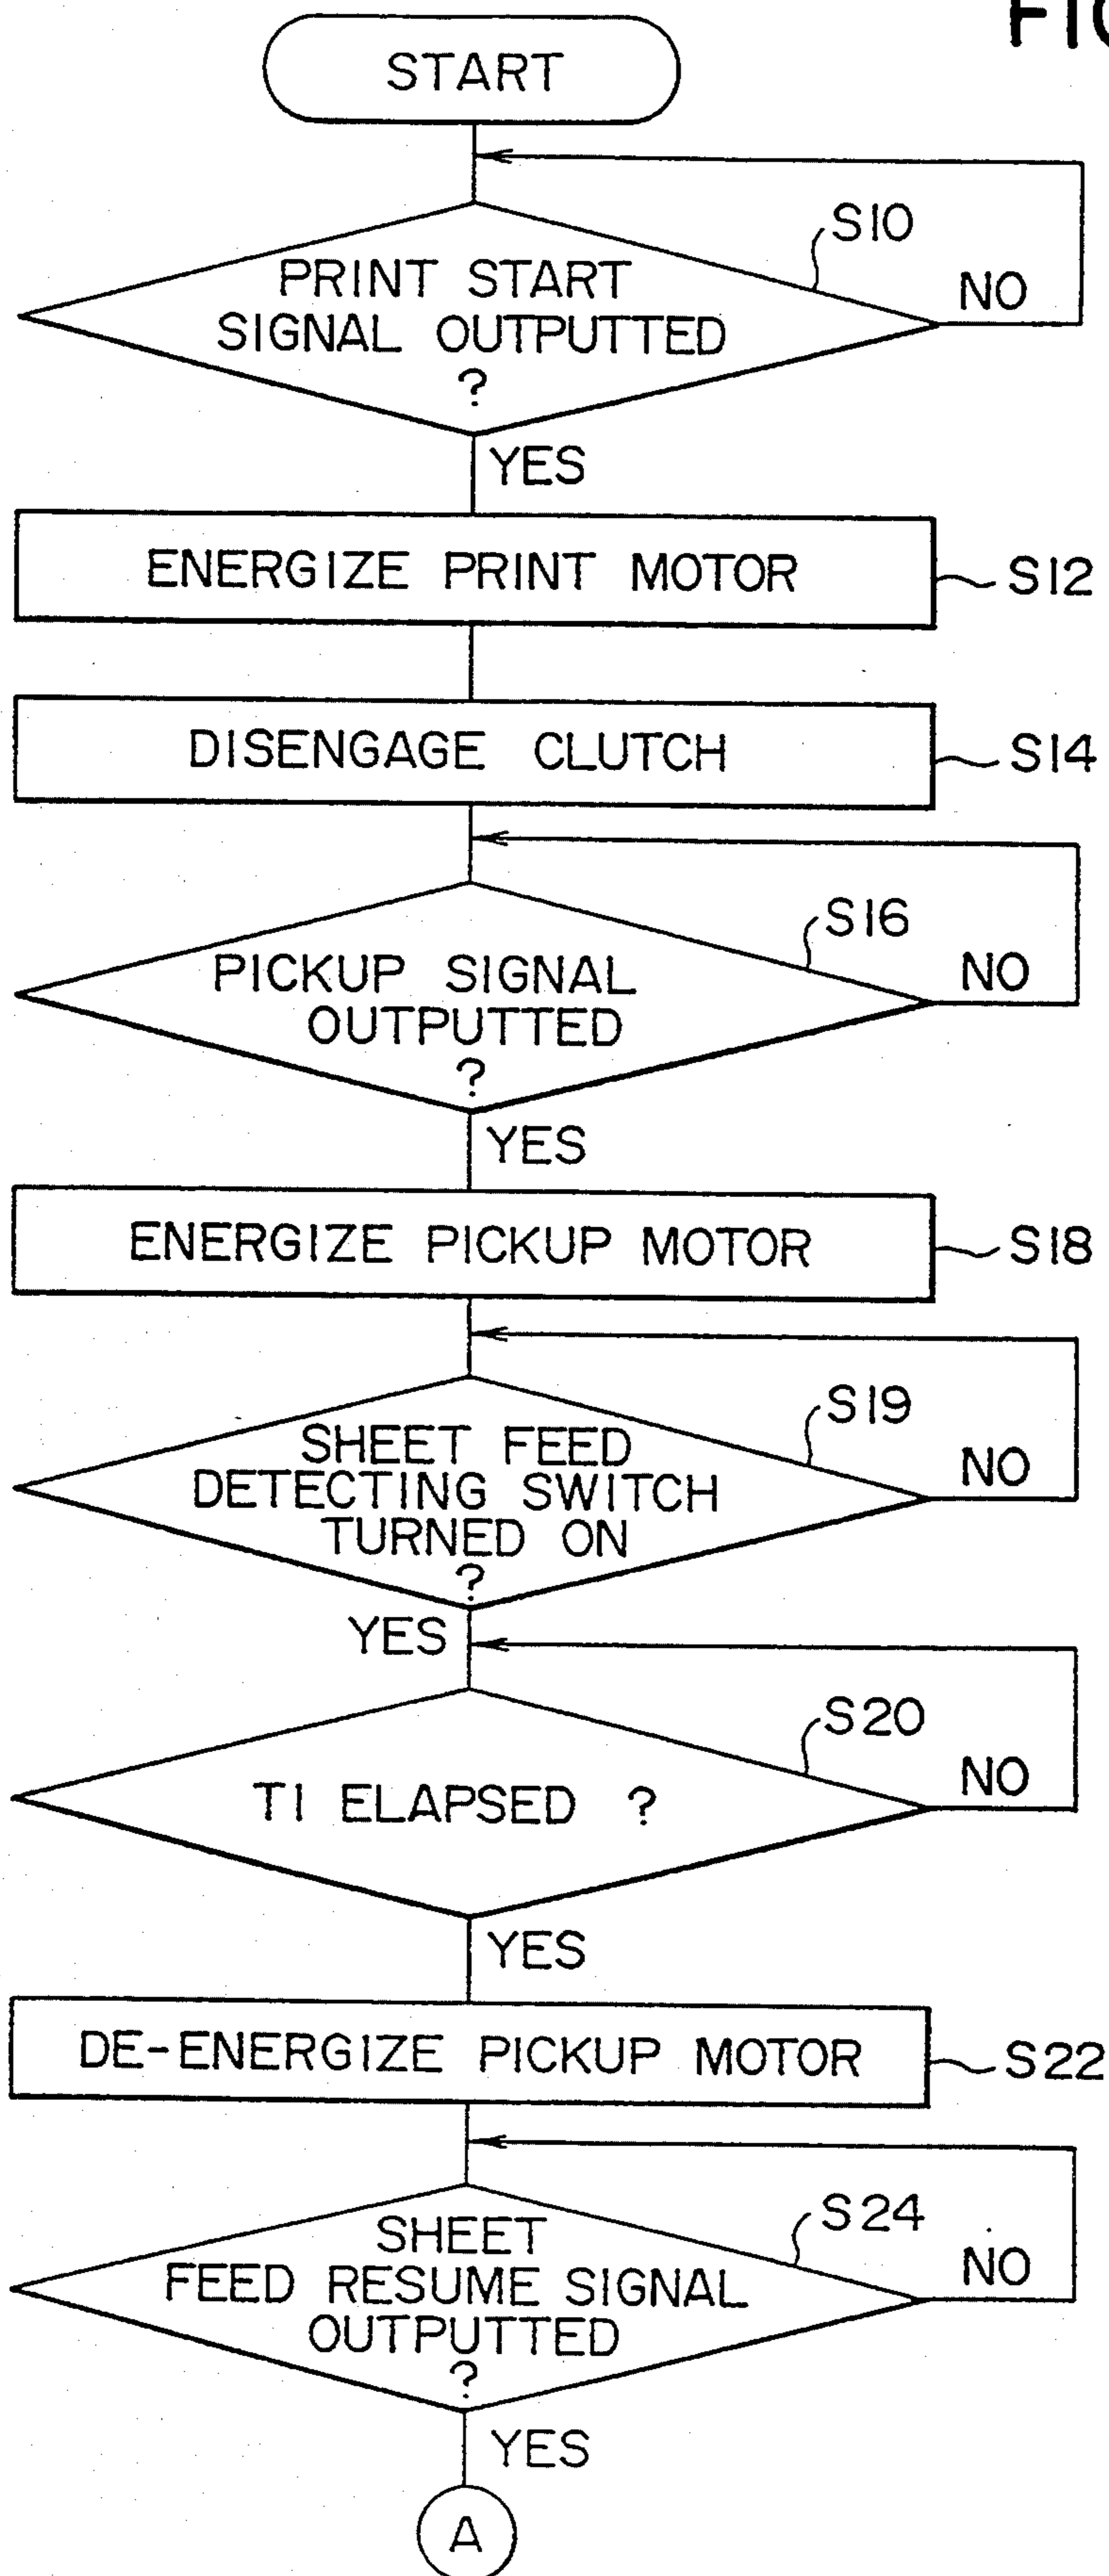 FIG
START
S10
PRINT START
SIGNAL OUTPUTTED
?
NO
YES
ENERGIZE PRINT MOTOR
S12
DISENGAGE CLUTCH
S14
S16
PICKUP SIGNAL
OUTPUTTED
?
NO
YES
ENERGIZE PICKUP MOTOR
S18
S19
SHEET FEED
DETECTING SWITCH
TURNED ON
?
NO
YES
S20
T1 ELAPSED ?
NO
YES
DE-ENERGIZE PICKUP MOTOR
S22
S24
SHEET
FEED RESUME SIGNAL
OUTPUTTED
?
NO
YES
A